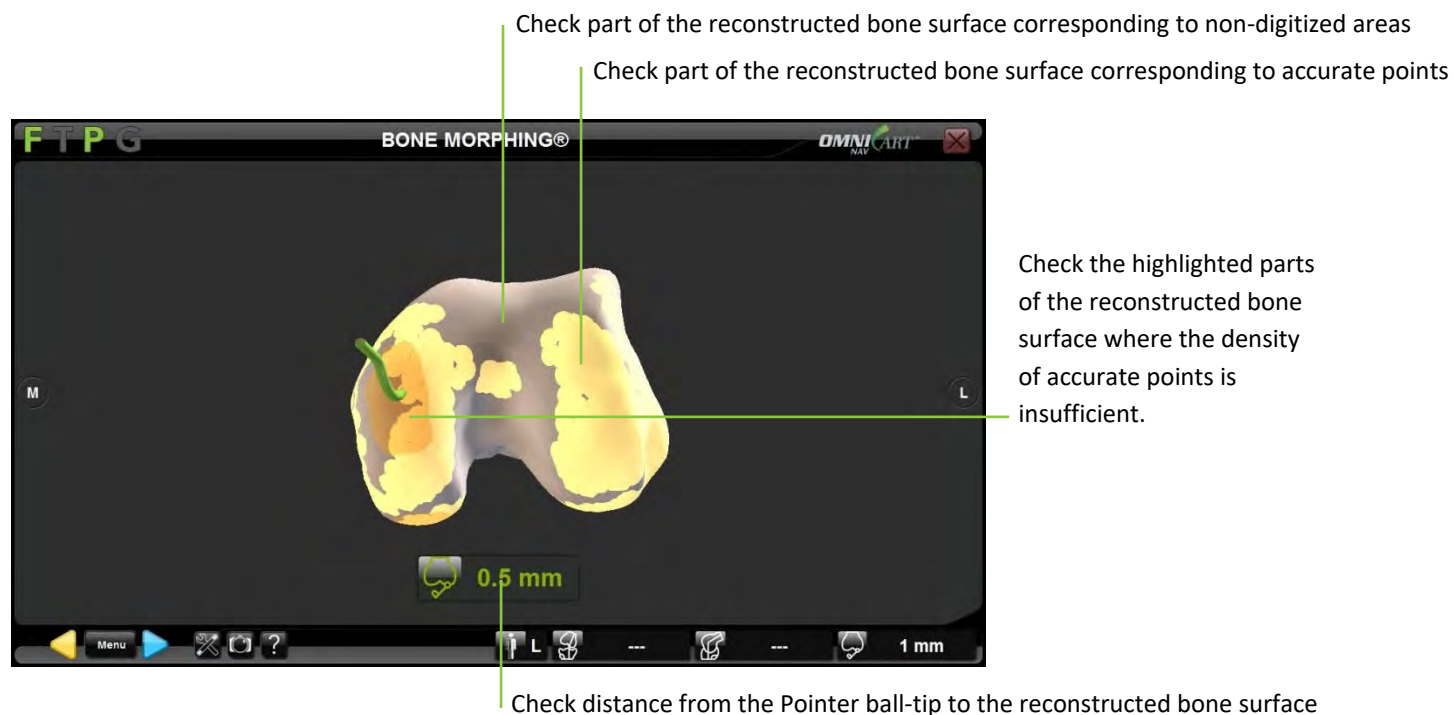 Check part of the reconstructed bone surface corresponding to non-digitized areas
Check part of the reconstructed bone surface corresponding to accurate points
F T P G
BONE MORPHING®
OMNI CART™
NAV
Check the highlighted parts
of the reconstructed bone
surface where the density
of accurate points is
insufficient.
M
L
0.5 mm
Menu
?
L
---
---
1 mm
Check distance from the Pointer ball-tip to the reconstructed bone surface